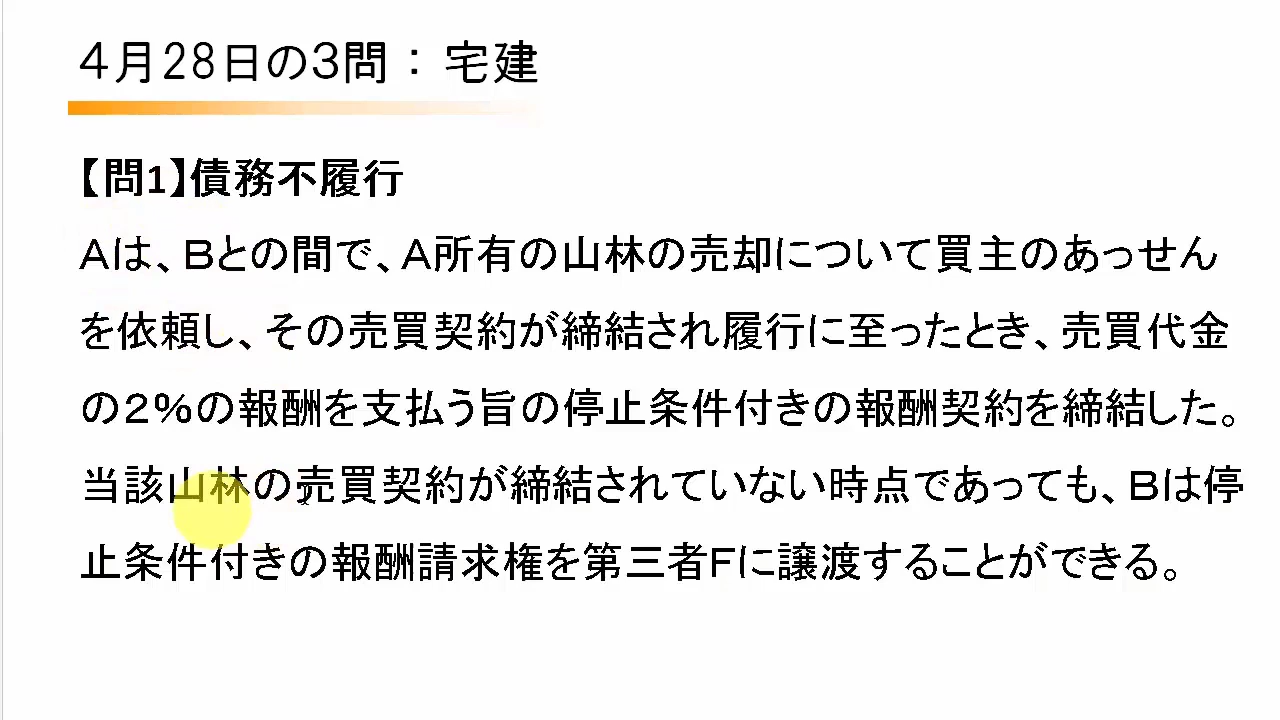 4月28日の3問：宅建
【問1】債務不履行
Aは、Bとの間で、A所有の山林の売却について買主のあっせん
を依頼し、その売買契約が締結され履行に至ったとき、売買代金
の2％の報酬を支払う旨の停止条件付きの報酬契約を締結した。
当該山林の売買契約が締結されていない時点であっても、Bは停
止条件付きの報酬請求権を第三者Fに譲渡することができる。